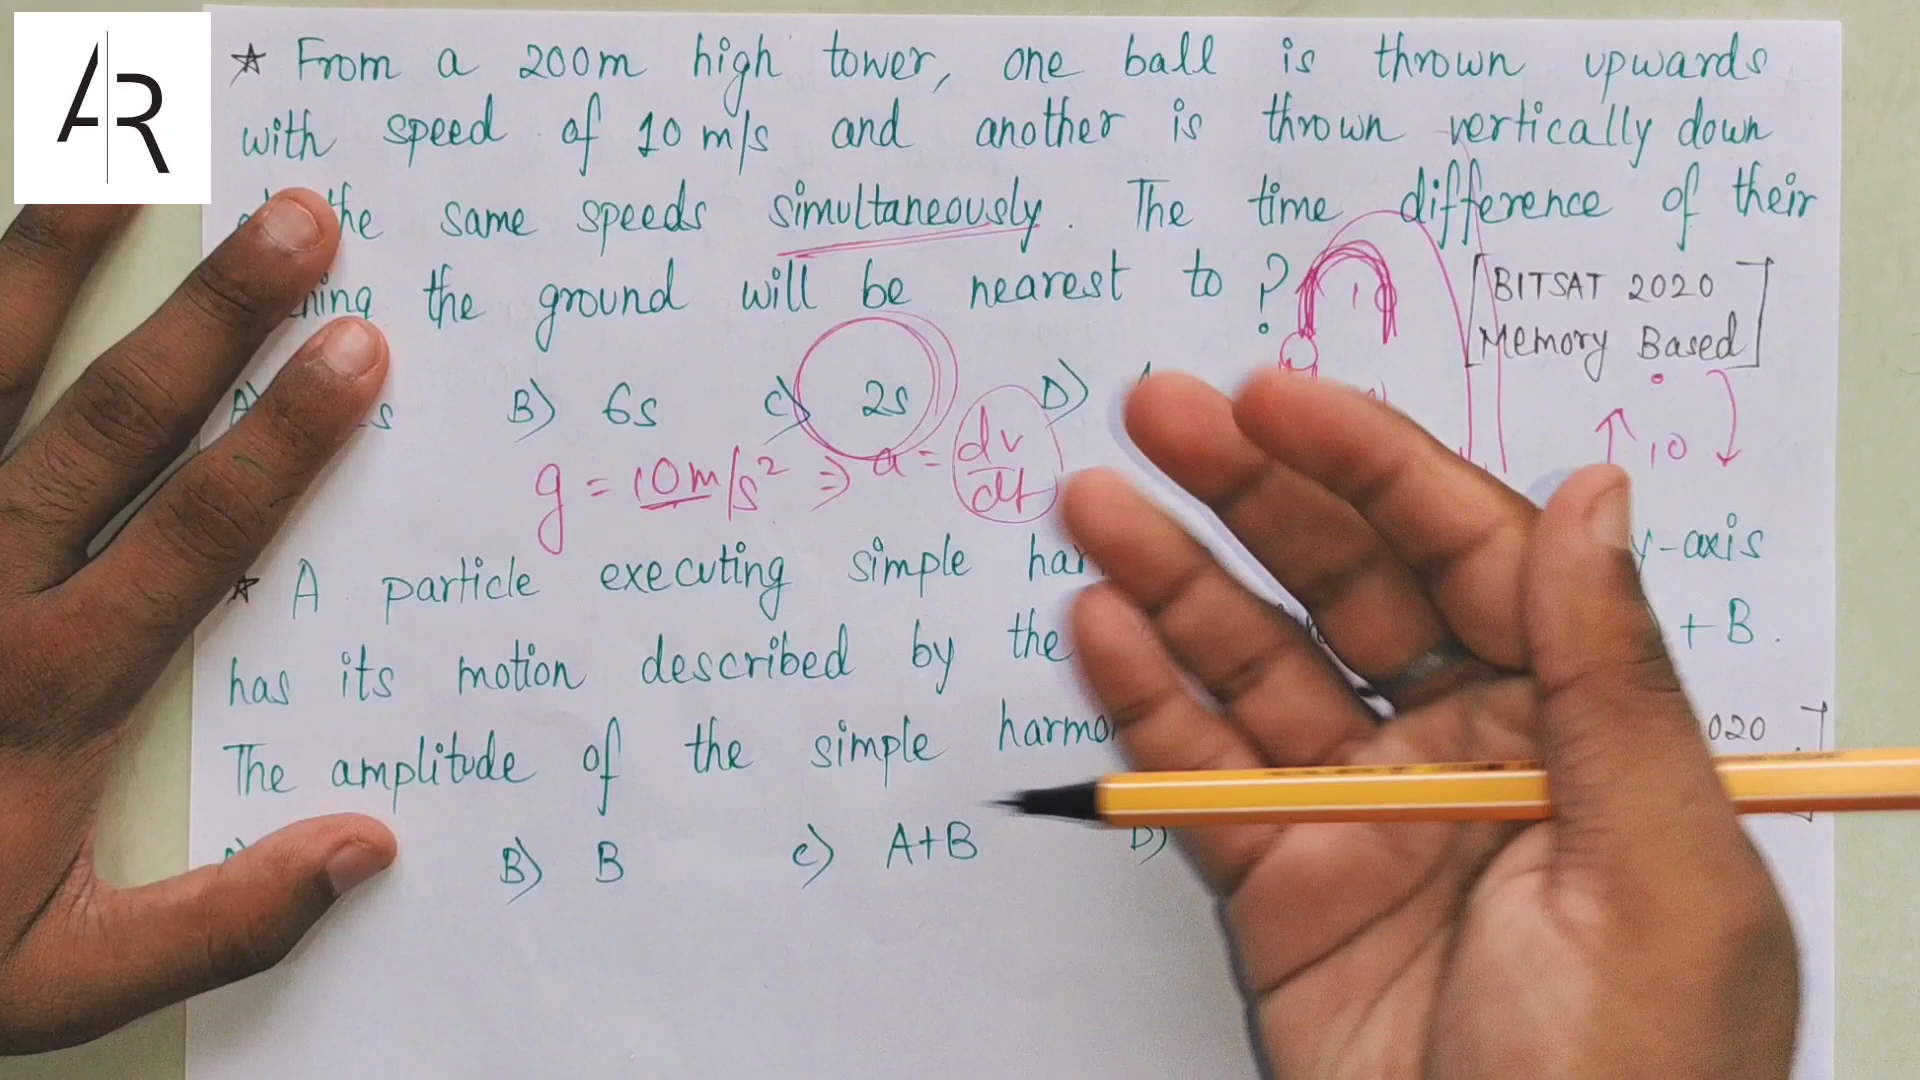 AR
☆ From a 200m high tower, one ball is thrown upwards
with speed of 10 m/s and another is thrown vertically down
the same speeds simultaneously. The time difference of their
the ground will be nearest to ?
[BITSAT 2020
Memory Based]
B) 6s C) 2s D)
g = 10m/s² ⇒ a = dv/dt
10
☆ A particle executing simple y-axis
has its motion described by the + B.
The amplitude of the simple
B) B C) A+B D)